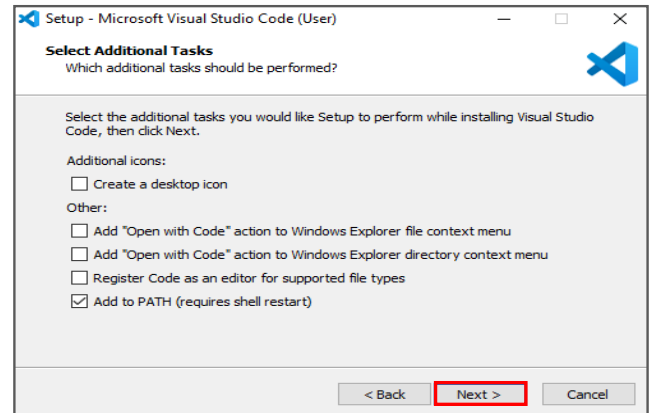 Setup - Microsoft Visual Studio Code (User)
Select Additional Tasks
Which additional tasks should be performed?
Select the additional tasks you would like Setup to perform while installing Visual Studio
Code, then click Next.
Additional icons:
Create a desktop icon
Other:
Add "Open with Code" action to Windows Explorer file context menu
Add "Open with Code" action to Windows Explorer directory context menu
Register Code as an editor for supported file types
Add to PATH (requires shell restart)
< Back Next > Cancel